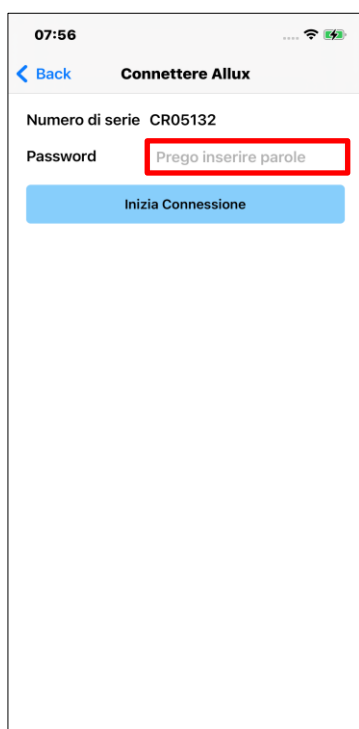 07:56
Back Connettere Allux
Numero di serie CR05132
Password Prego inserire parole
Inizia Connessione